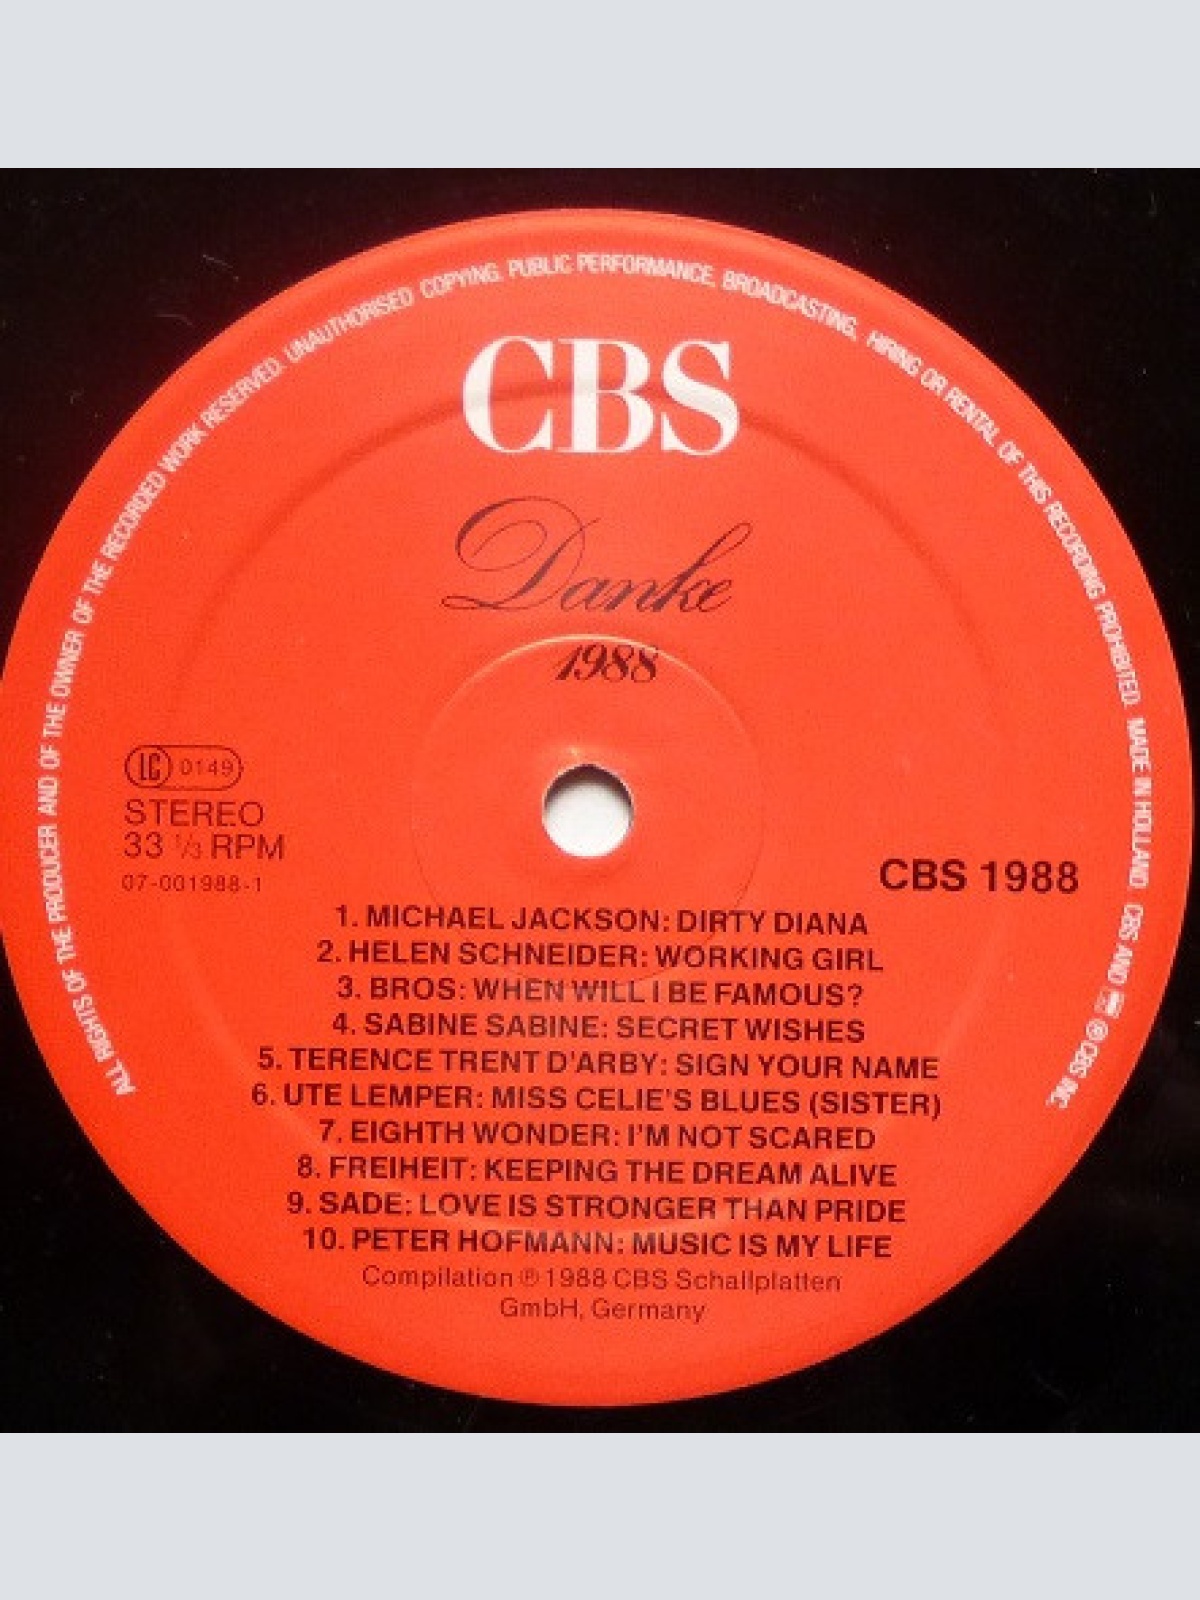 ALL RIGHTS OF THE PRODUCER AND OF THE OWNER OF THE RECORDED WORK RESERVED. UNAUTHORISED COPYING. PUBLIC PERFORMANCE, BROADCASTING, HIRING OR RENTAL OF THIS RECORDING PROHIBITED. MADE IN HOLLAND CBS AND ℗ CBS INC.
CBS
Danke
1988
LC 0149
STEREO
33 ⅓ RPM
07-001988-1
CBS 1988
1. MICHAEL JACKSON: DIRTY DIANA
2. HELEN SCHNEIDER: WORKING GIRL
3. BROS: WHEN WILL I BE FAMOUS?
4. SABINE SABINE: SECRET WISHES
5. TERENCE TRENT D'ARBY: SIGN YOUR NAME
6. UTE LEMPER: MISS CELIE'S BLUES (SISTER)
7. EIGHTH WONDER: I'M NOT SCARED
8. FREIHEIT: KEEPING THE DREAM ALIVE
9. SADE: LOVE IS STRONGER THAN PRIDE
10. PETER HOFMANN: MUSIC IS MY LIFE
Compilation ℗ 1988 CBS Schallplatten
GmbH, Germany